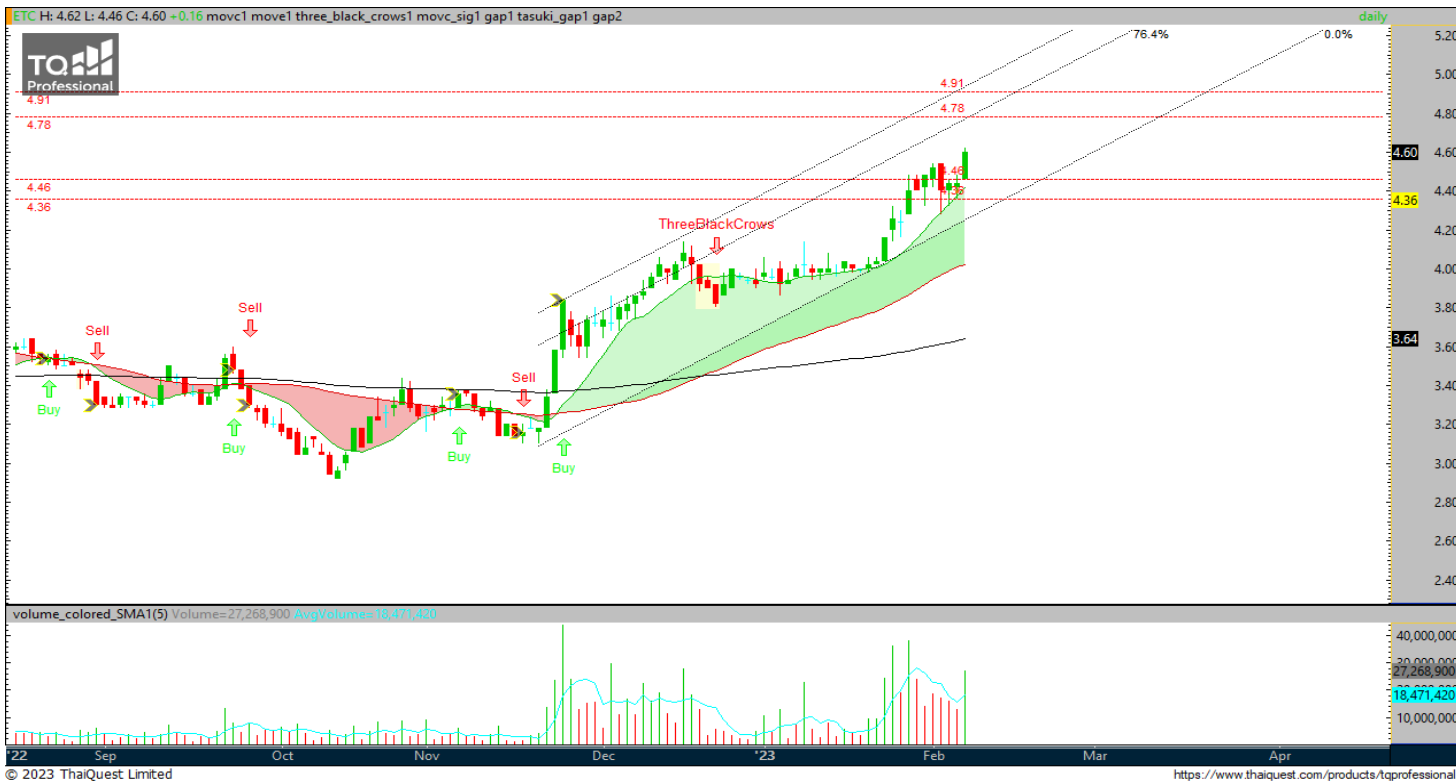 ETC H: 4.62 L: 4.46 C: 4.60 +0.16 movc1 move1 three_black_crows1 movc_sig1 gap1 tasuki_gap1 gap2 daily
TQ
Professional
76.4% 0.0%
5.20
5.00
4.91 4.91
4.78 4.78
4.80
4.60 4.60
4.46 4.46
4.40
4.36 4.36
4.20
ThreeBlackCrows
4.00
3.80
Sell
3.64
3.60
Sell
3.40
Sell
Buy
3.20
Buy
Buy
Buy
3.00
2.80
2.60
2.40
volume_colored_SMA1(5) Volume=27,268,900 AvgVolume=18,471,420
40,000,000
27,268,900
18,471,420
10,000,000
'22 Sep Oct Nov Dec '23 Feb Mar Apr
© 2023 ThaiQuest Limited https://www.thaiquest.com/products/tqprofessional